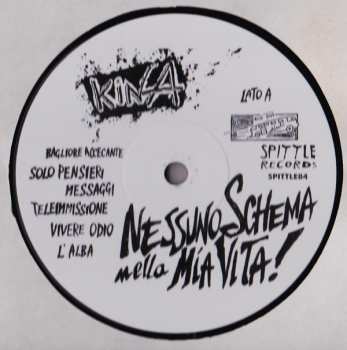 KINA
LATO A
SPITTLE
RECORDS
SPITTLE84
BAGLIORE ACCECANTE
SOLO PENSIERI
MESSAGGI
TELEIMMISSIONE
VIVERE ODIO
L'ALBA
NESSUNO SCHEMA
nella MIA VITA!